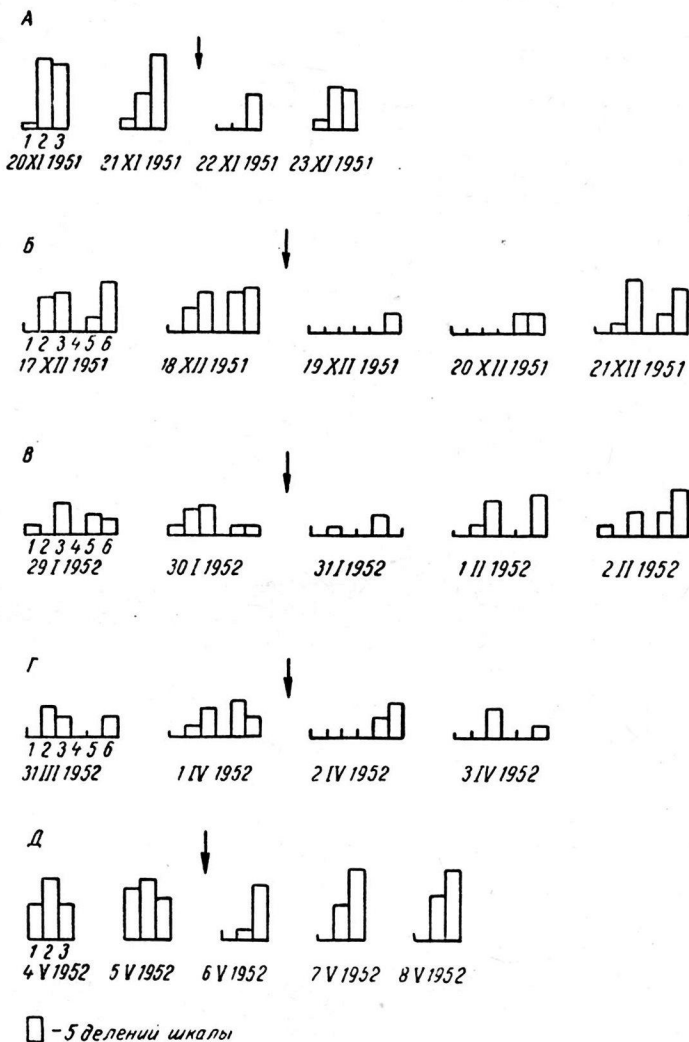 А
1 2 3
20 XI 1951 21 XI 1951 22 XI 1951 23 XI 1951
Б
1 2 3 4 5 6
17 XII 1951 18 XII 1951 19 XII 1951 20 XII 1951 21 XII 1951
В
1 2 3 4 5 6
29 I 1952 30 I 1952 31 I 1952 1 II 1952 2 II 1952
Г
1 2 3 4 5 6
31 III 1952 1 IV 1952 2 IV 1952 3 IV 1952
Д
1 2 3
4 V 1952 5 V 1952 6 V 1952 7 V 1952 8 V 1952
- 5 делений шкалы